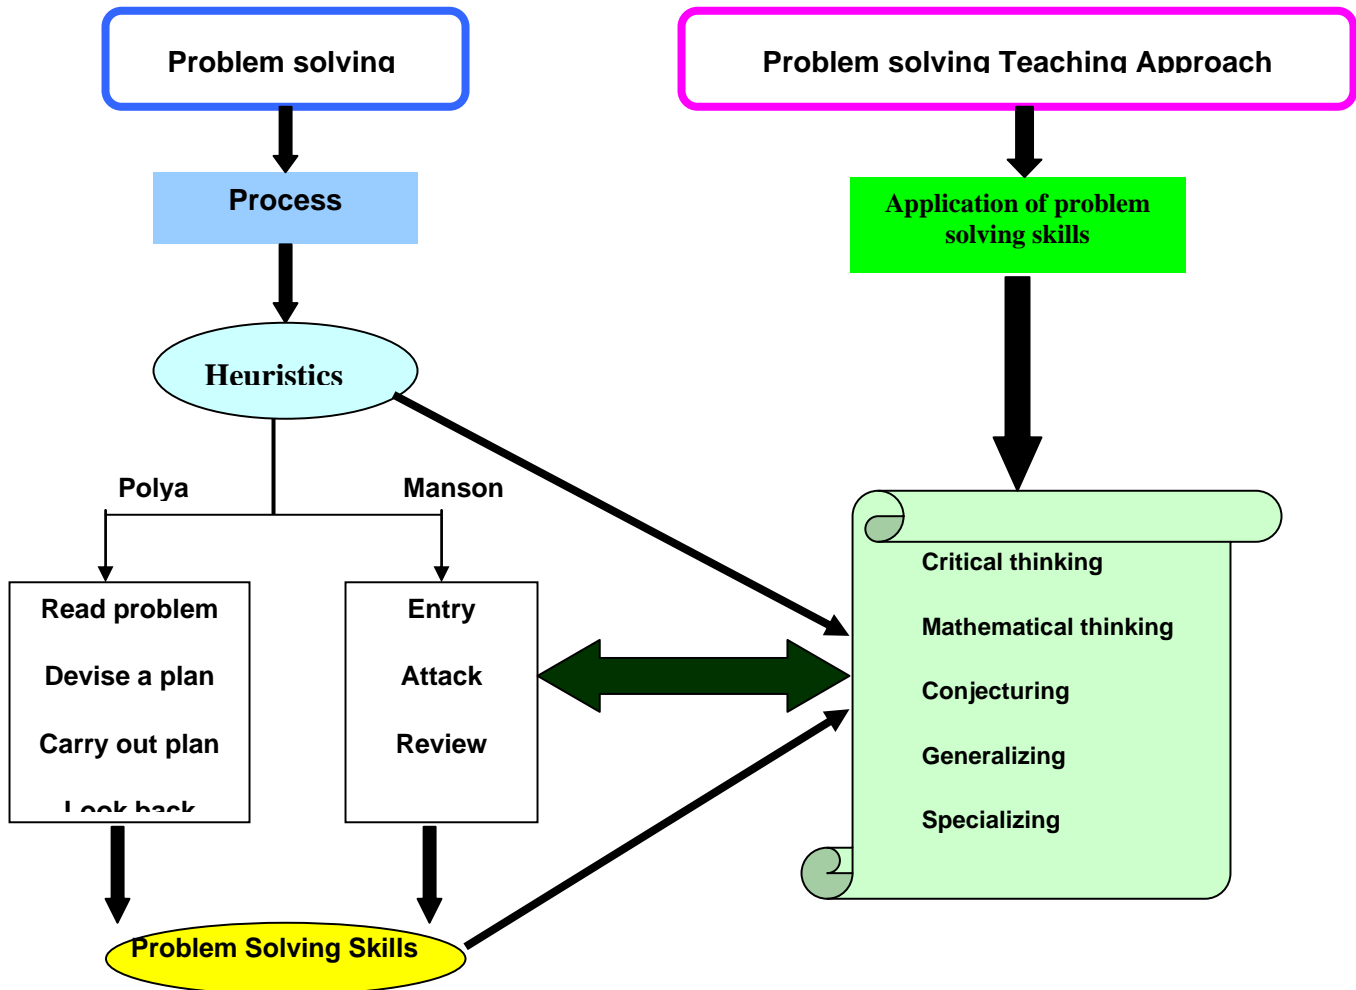 Problem solving
Problem solving Teaching Approach
Process
Application of problem
solving skills
Heuristics
Polya
Manson
Read problem
Devise a plan
Carry out plan
Look back
Entry
Attack
Review
Critical thinking
Mathematical thinking
Conjecturing
Generalizing
Specializing
Problem Solving Skills